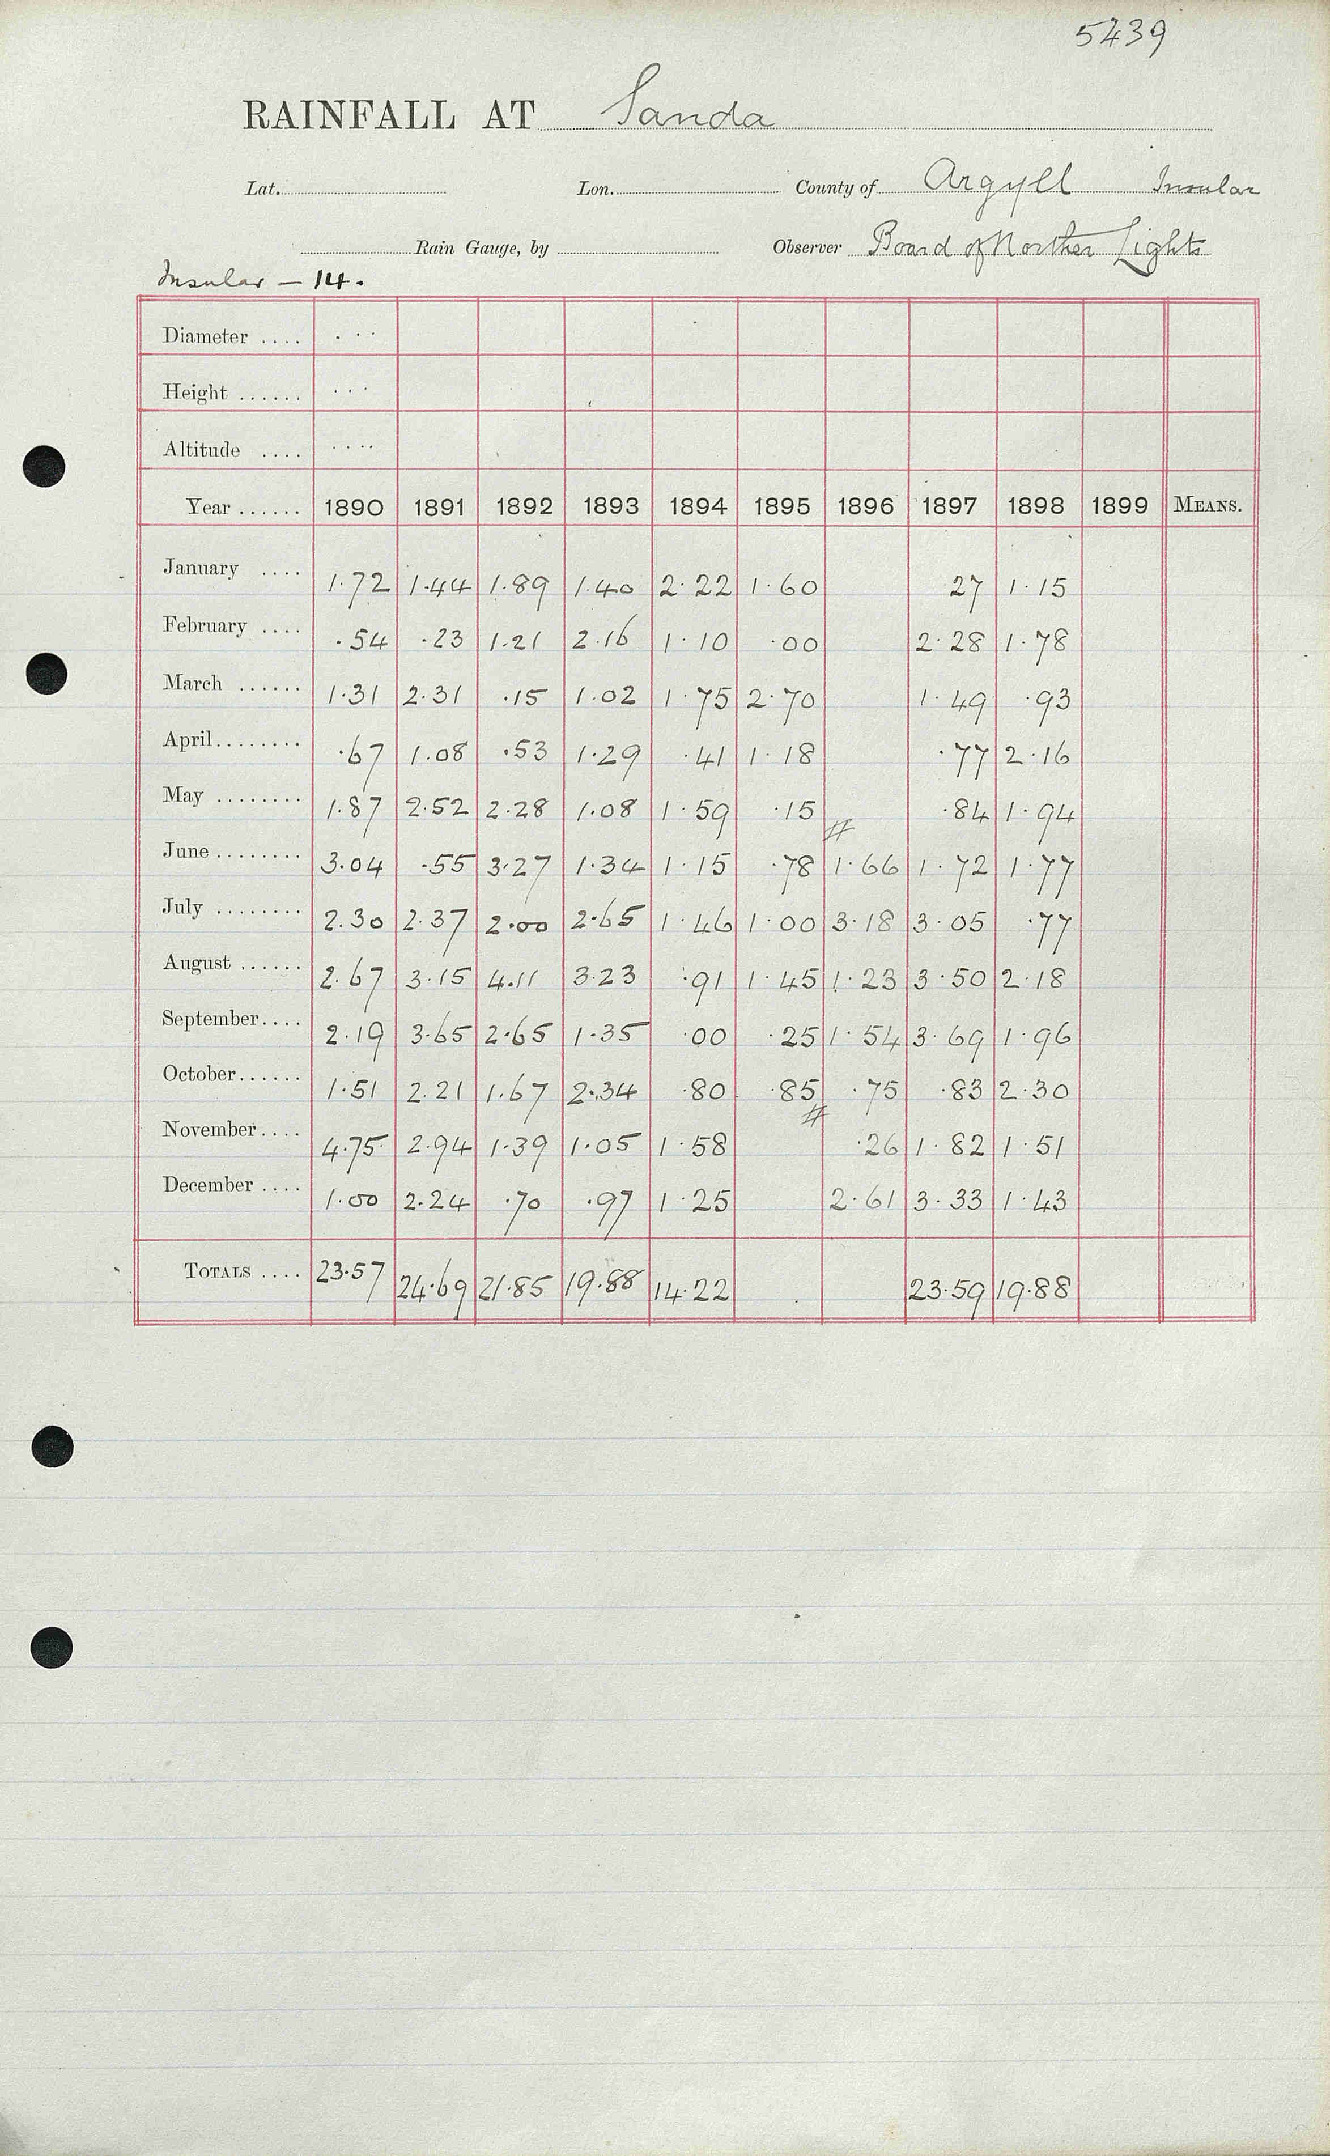 5439
RAINFALL AT Sanda
Lat. Lon. County of Argyll Insular
Rain Gauge, by Observer Board of Norther Lights
Insular — 14.
Diameter .... . . .
Height ...... . . .
Altitude .... . . . .
Year ...... 1890 1891 1892 1893 1894 1895 1896 1897 1898 1899 MEANS.
January .... 1.72 1.44 1.89 1.40 2.22 1.60 27 1.15
February .... .54 .23 1.21 2.16 1.10 .00 2.28 1.78
March ...... 1.31 2.31 .15 1.02 1.75 2.70 1.49 .93
April........ .67 1.08 .53 1.29 .41 1.18 .77 2.16
May ........ 1.87 2.52 2.28 1.08 1.59 .15 .84 1.94
June........ 3.04 .55 3.27 1.34 1.15 .78 # 1.66 1.72 1.77
July ........ 2.30 2.37 2.00 2.65 1.46 1.00 3.18 3.05 .77
August ...... 2.67 3.15 4.11 3.23 .91 1.45 1.23 3.50 2.18
September.... 2.19 3.65 2.65 1.35 .00 .25 1.54 3.69 1.96
October...... 1.51 2.21 1.67 2.34 .80 .85 # .75 .83 2.30
November.... 4.75 2.94 1.39 1.05 1.58 .26 1.82 1.51
December .... 1.00 2.24 .70 .97 1.25 2.61 3.33 1.43
TOTALS .... 23.57 24.69 21.85 19.88 14.22 23.59 19.88